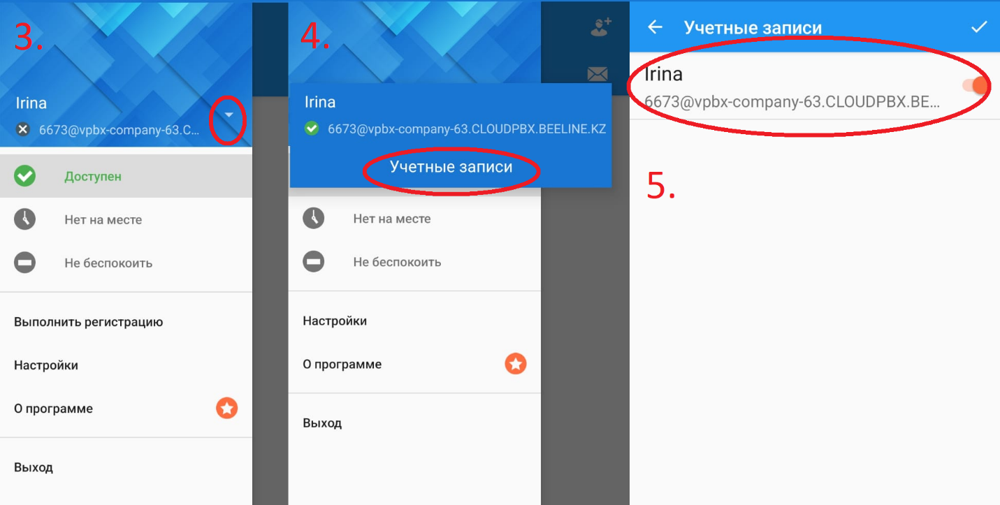 3.
Irina
6673@vpbx-company-63.C...
Доступен
Нет на месте
Не беспокоить
Выполнить регистрацию
Настройки
О программе
Выход
4.
Irina
6673@vpbx-company-63.CLOUDPBX.BEELINE.KZ
Учетные записи
Нет на месте
Не беспокоить
Настройки
О программе
Выход
Учетные записи
Irina
6673@vpbx-company-63.CLOUDPBX.BE...
5.